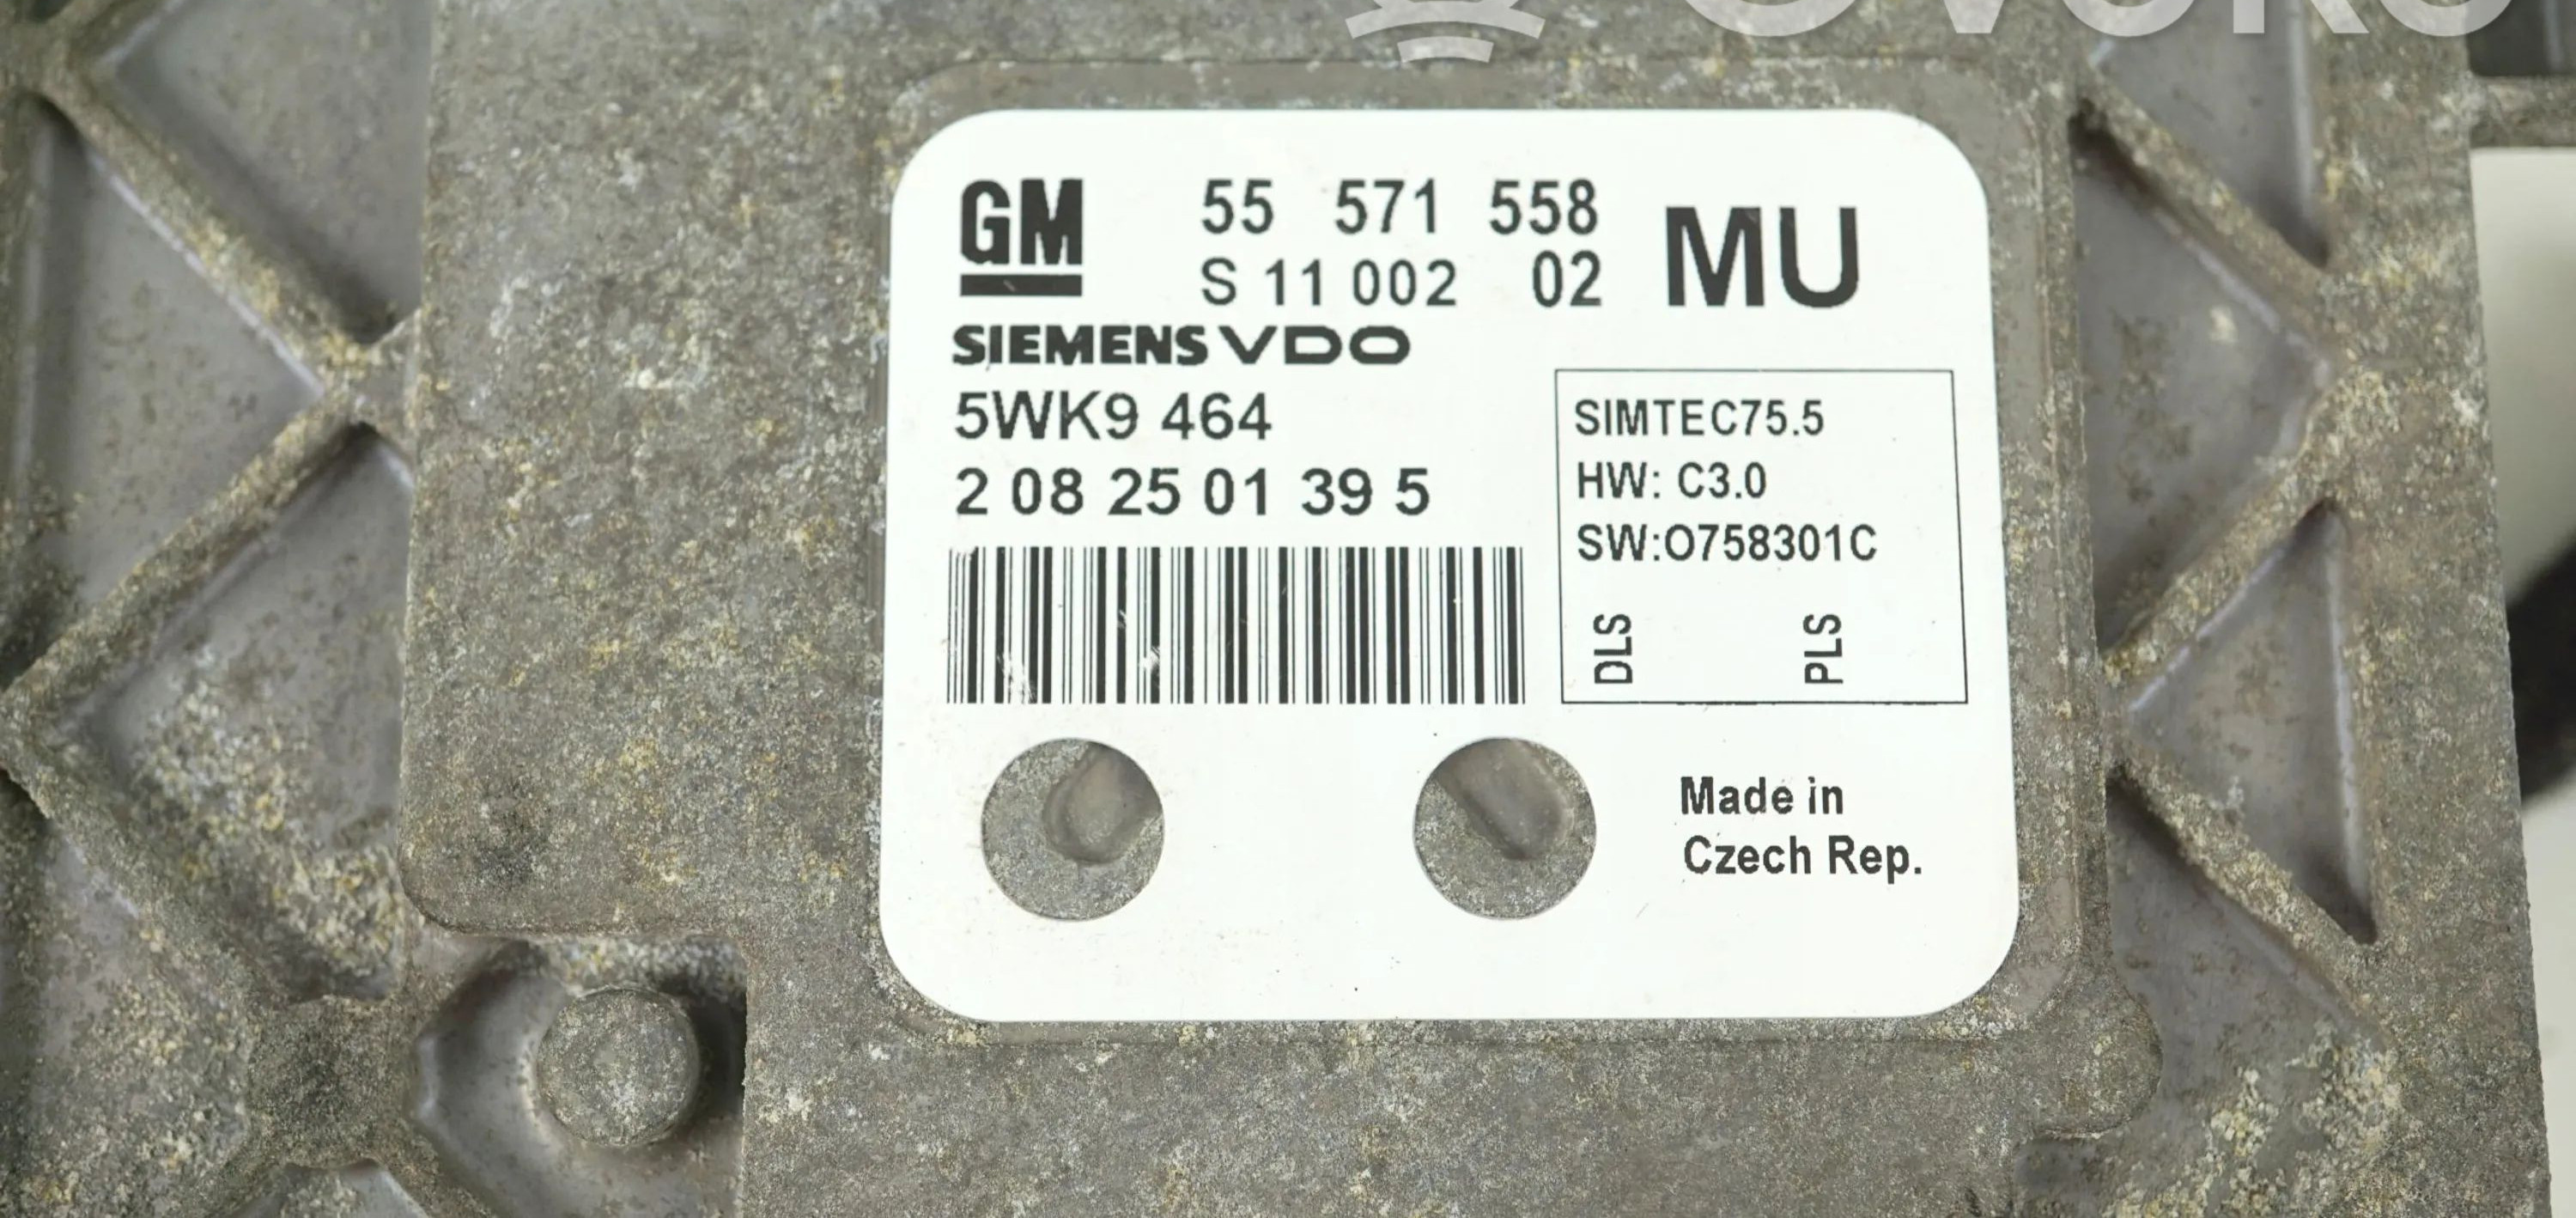 OVOKO
GM 55 571 558 MU
S 11 002 02
SIEMENS VDO
5WK9 464
2 08 25 01 39 5
SIMTEC75.5
HW: C3.0
SW:O758301C
DLS PLS
Made in
Czech Rep.